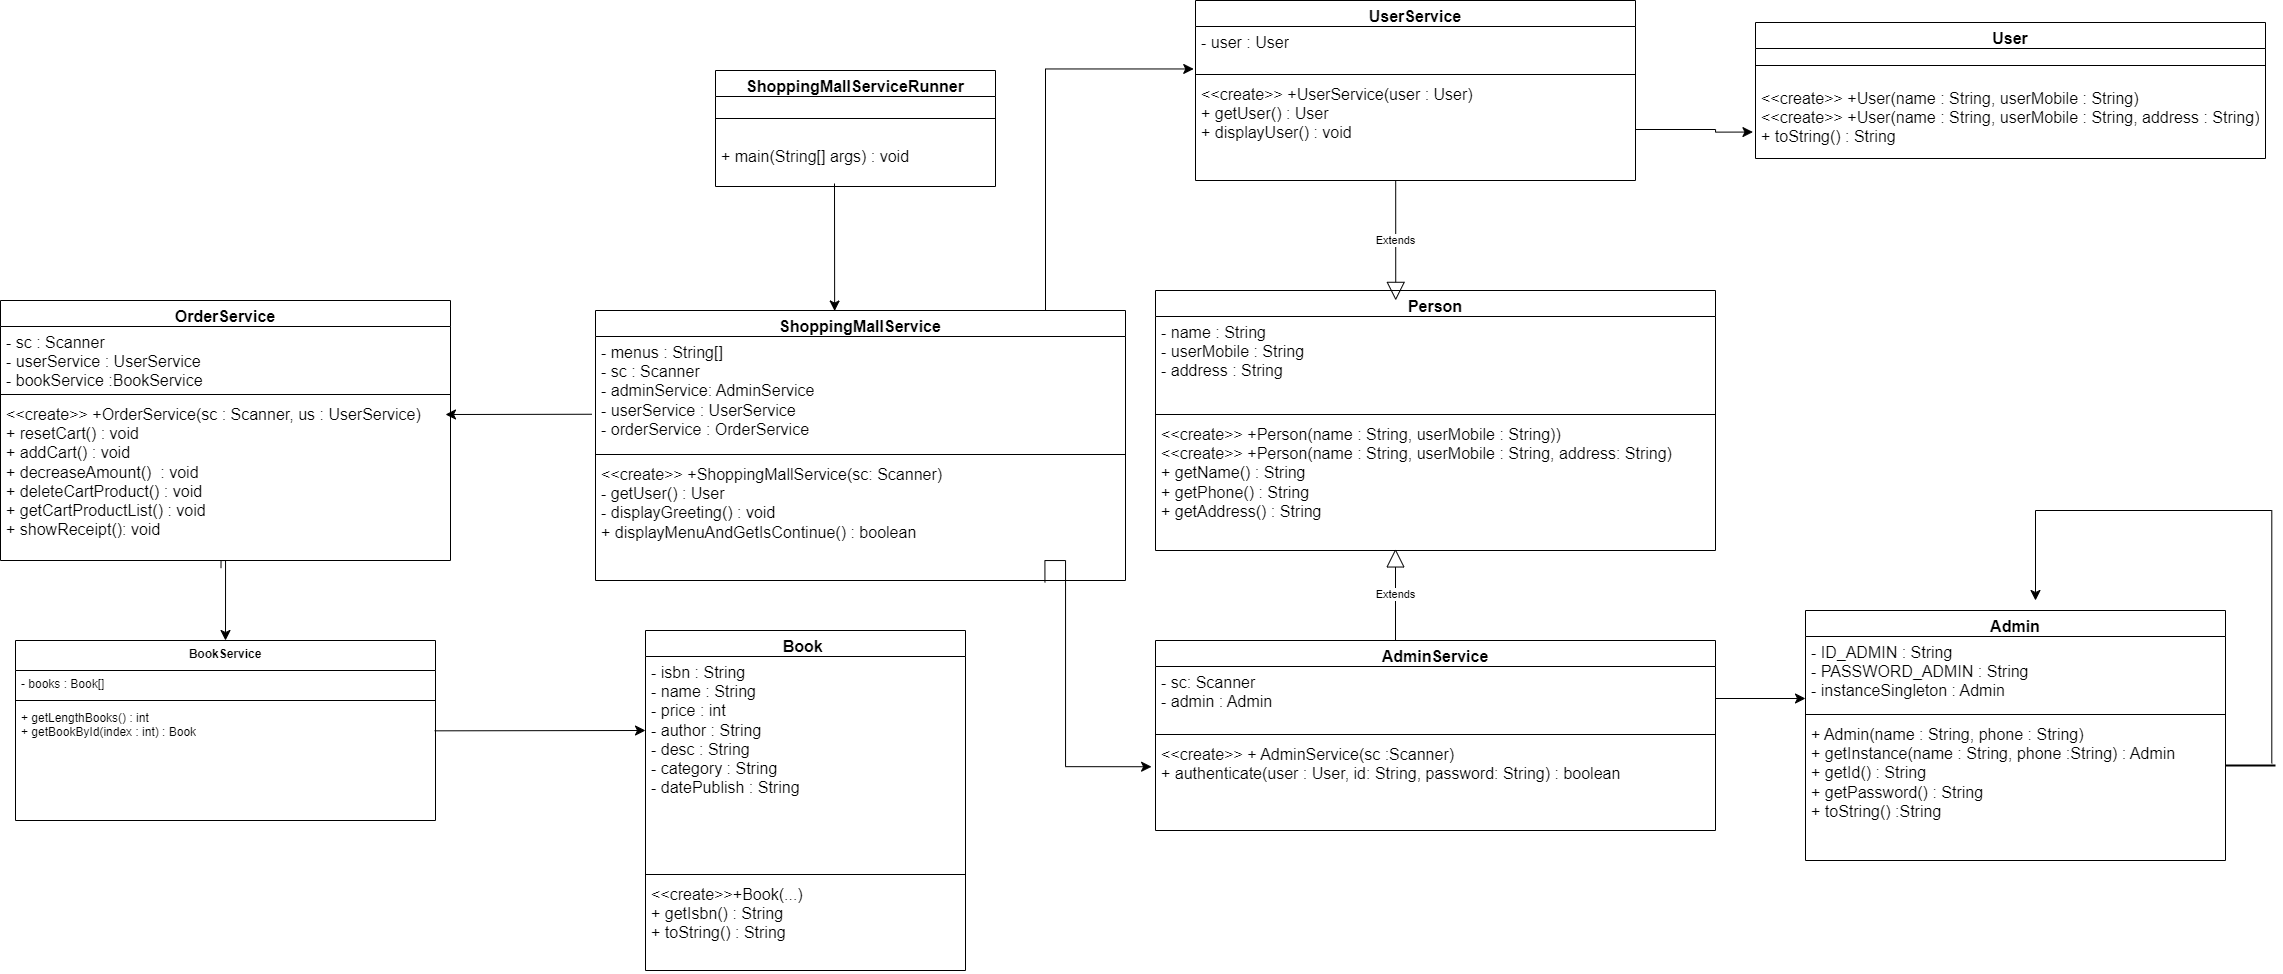 UserService
- user : User
<<create>> +UserService(user : User)
+ getUser() : User
+ displayUser() : void
User
<<create>> +User(name : String, userMobile : String)
<<create>> +User(name : String, userMobile : String, address : String)
+ toString() : String
ShoppingMallServiceRunner
+ main(String[] args) : void
Extends
OrderService
- sc : Scanner
- userService : UserService
- bookService :BookService
<<create>> +OrderService(sc : Scanner, us : UserService)
+ resetCart() : void
+ addCart() : void
+ decreaseAmount()  : void
+ deleteCartProduct() : void
+ getCartProductList() : void
+ showReceipt(): void
ShoppingMallService
- menus : String[]
- sc : Scanner
- adminService: AdminService
- userService : UserService
- orderService : OrderService
<<create>> +ShoppingMallService(sc: Scanner)
- getUser() : User
- displayGreeting() : void
+ displayMenuAndGetIsContinue() : boolean
Person
- name : String
- userMobile : String
- address : String
<<create>> +Person(name : String, userMobile : String))
<<create>> +Person(name : String, userMobile : String, address: String)
+ getName() : String
+ getPhone() : String
+ getAddress() : String
Extends
BookService
- books : Book[]
+ getLengthBooks() : int
+ getBookById(index : int) : Book
Book
- isbn : String
- name : String
- price : int
- author : String
- desc : String
- category : String
- datePublish : String
<<create>>+Book(...)
+ getIsbn() : String
+ toString() : String
AdminService
- sc: Scanner
- admin : Admin
<<create>> + AdminService(sc :Scanner)
+ authenticate(user : User, id: String, password: String) : boolean
Admin
- ID_ADMIN : String
- PASSWORD_ADMIN : String
- instanceSingleton : Admin
+ Admin(name : String, phone : String)
+ getInstance(name : String, phone :String) : Admin
+ getId() : String
+ getPassword() : String
+ toString() :String